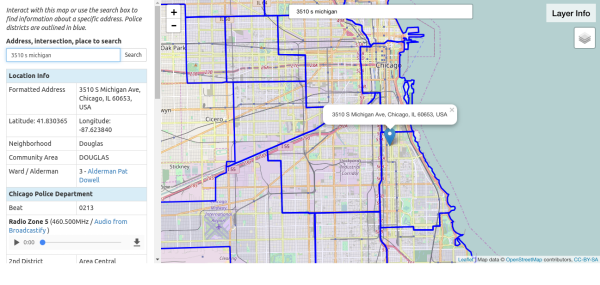 Interact with this map or use the search box to
find information about a specific address. Police
districts are outlined in blue.
Address, intersection, place to search
3510 s michigan
Search
Location Info
Formatted Address
3510 S Michigan Ave,
Chicago, IL 60653,
USA
Latitude: 41.830365
Longitude:
-87.623840
Neighborhood
Douglas
Community Area
DOUGLAS
Ward / Alderman
3 - Alderman Pat
Dowell
Chicago Police Department
Beat
0213
Radio Zone 5 (460.500MHz / Audio from
Broadcastify )
0:00
2nd District
Area Central
+
−
3510 s michigan
Layer Info
Oak Park
Chicago
Cicero
Stickney
3510 S Michigan Ave, Chicago, IL 60653, USA
×
Leaflet | Map data © OpenStreetMap contributors, CC-BY-SA